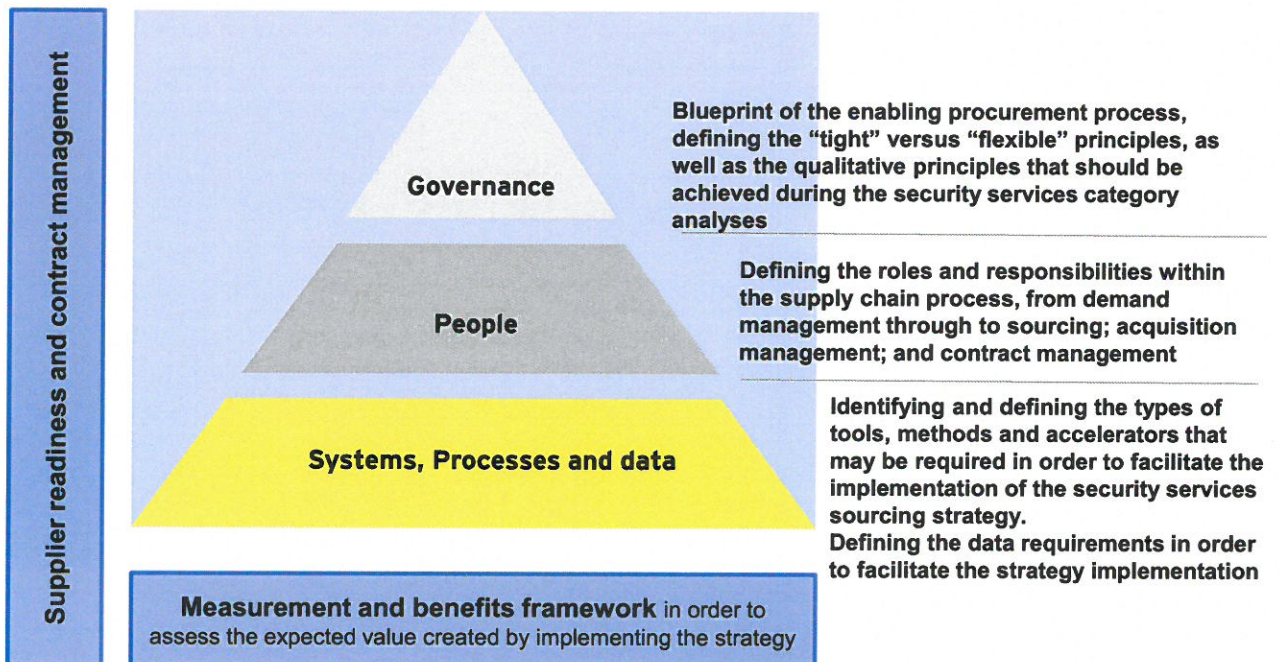 Supplier readiness and contract management
Governance
Blueprint of the enabling procurement process,
defining the “tight” versus “flexible” principles, as
well as the qualitative principles that should be
achieved during the security services category
analyses
People
Defining the roles and responsibilities within
the supply chain process, from demand
management through to sourcing; acquisition
management; and contract management
Systems, Processes and data
Identifying and defining the types of
tools, methods and accelerators that
may be required in order to facilitate the
implementation of the security services
sourcing strategy.
Defining the data requirements in order
to facilitate the strategy implementation
Measurement and benefits framework in order to
assess the expected value created by implementing the strategy